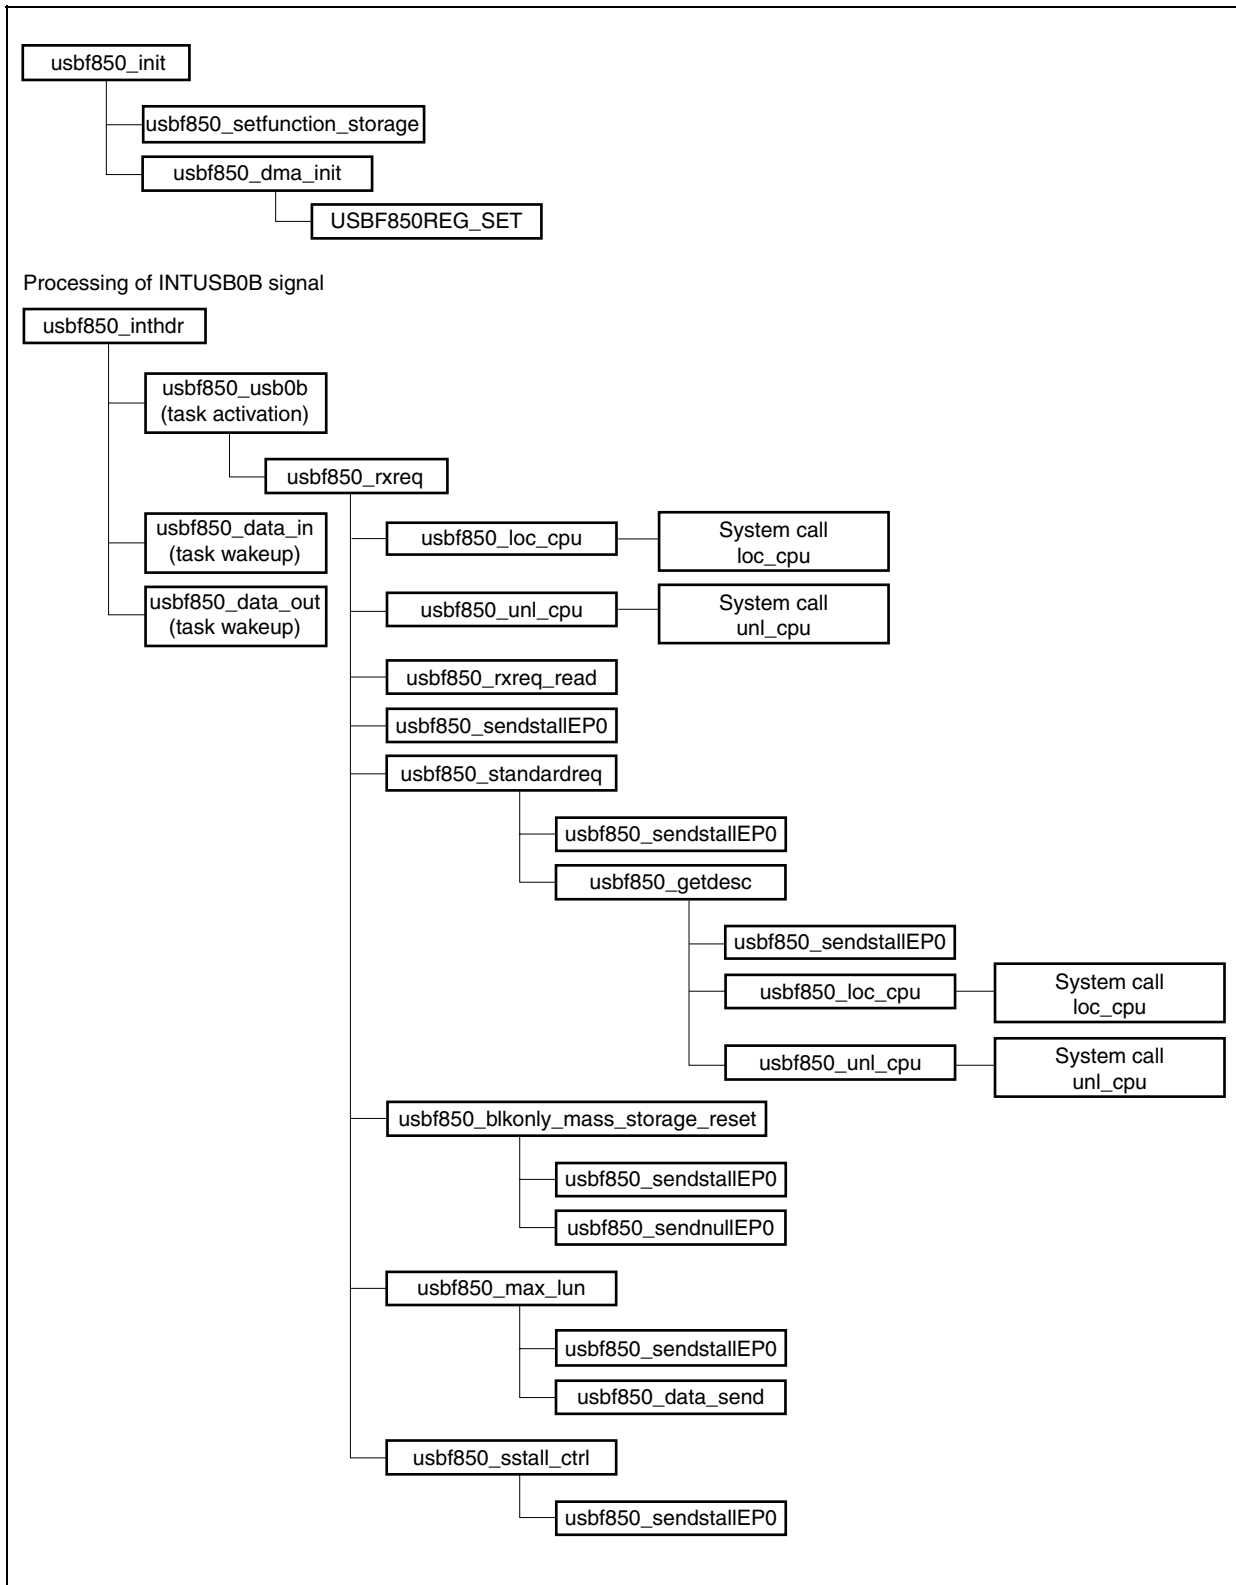 usbf850_init
usbf850_setfunction_storage
usbf850_dma_init
USBF850REG_SET
Processing of INTUSB0B signal
usbf850_inthdr
usbf850_usb0b
(task activation)
usbf850_rxreq
usbf850_data_in
(task wakeup)
usbf850_data_out
(task wakeup)
usbf850_loc_cpu
System call
loc_cpu
usbf850_unl_cpu
System call
unl_cpu
usbf850_rxreq_read
usbf850_sendstallEP0
usbf850_standardreq
usbf850_sendstallEP0
usbf850_getdesc
usbf850_sendstallEP0
usbf850_loc_cpu
System call
loc_cpu
usbf850_unl_cpu
System call
unl_cpu
usbf850_blkonly_mass_storage_reset
usbf850_sendstallEP0
usbf850_sendnullEP0
usbf850_max_lun
usbf850_sendstallEP0
usbf850_data_send
usbf850_sstall_ctrl
usbf850_sendstallEP0